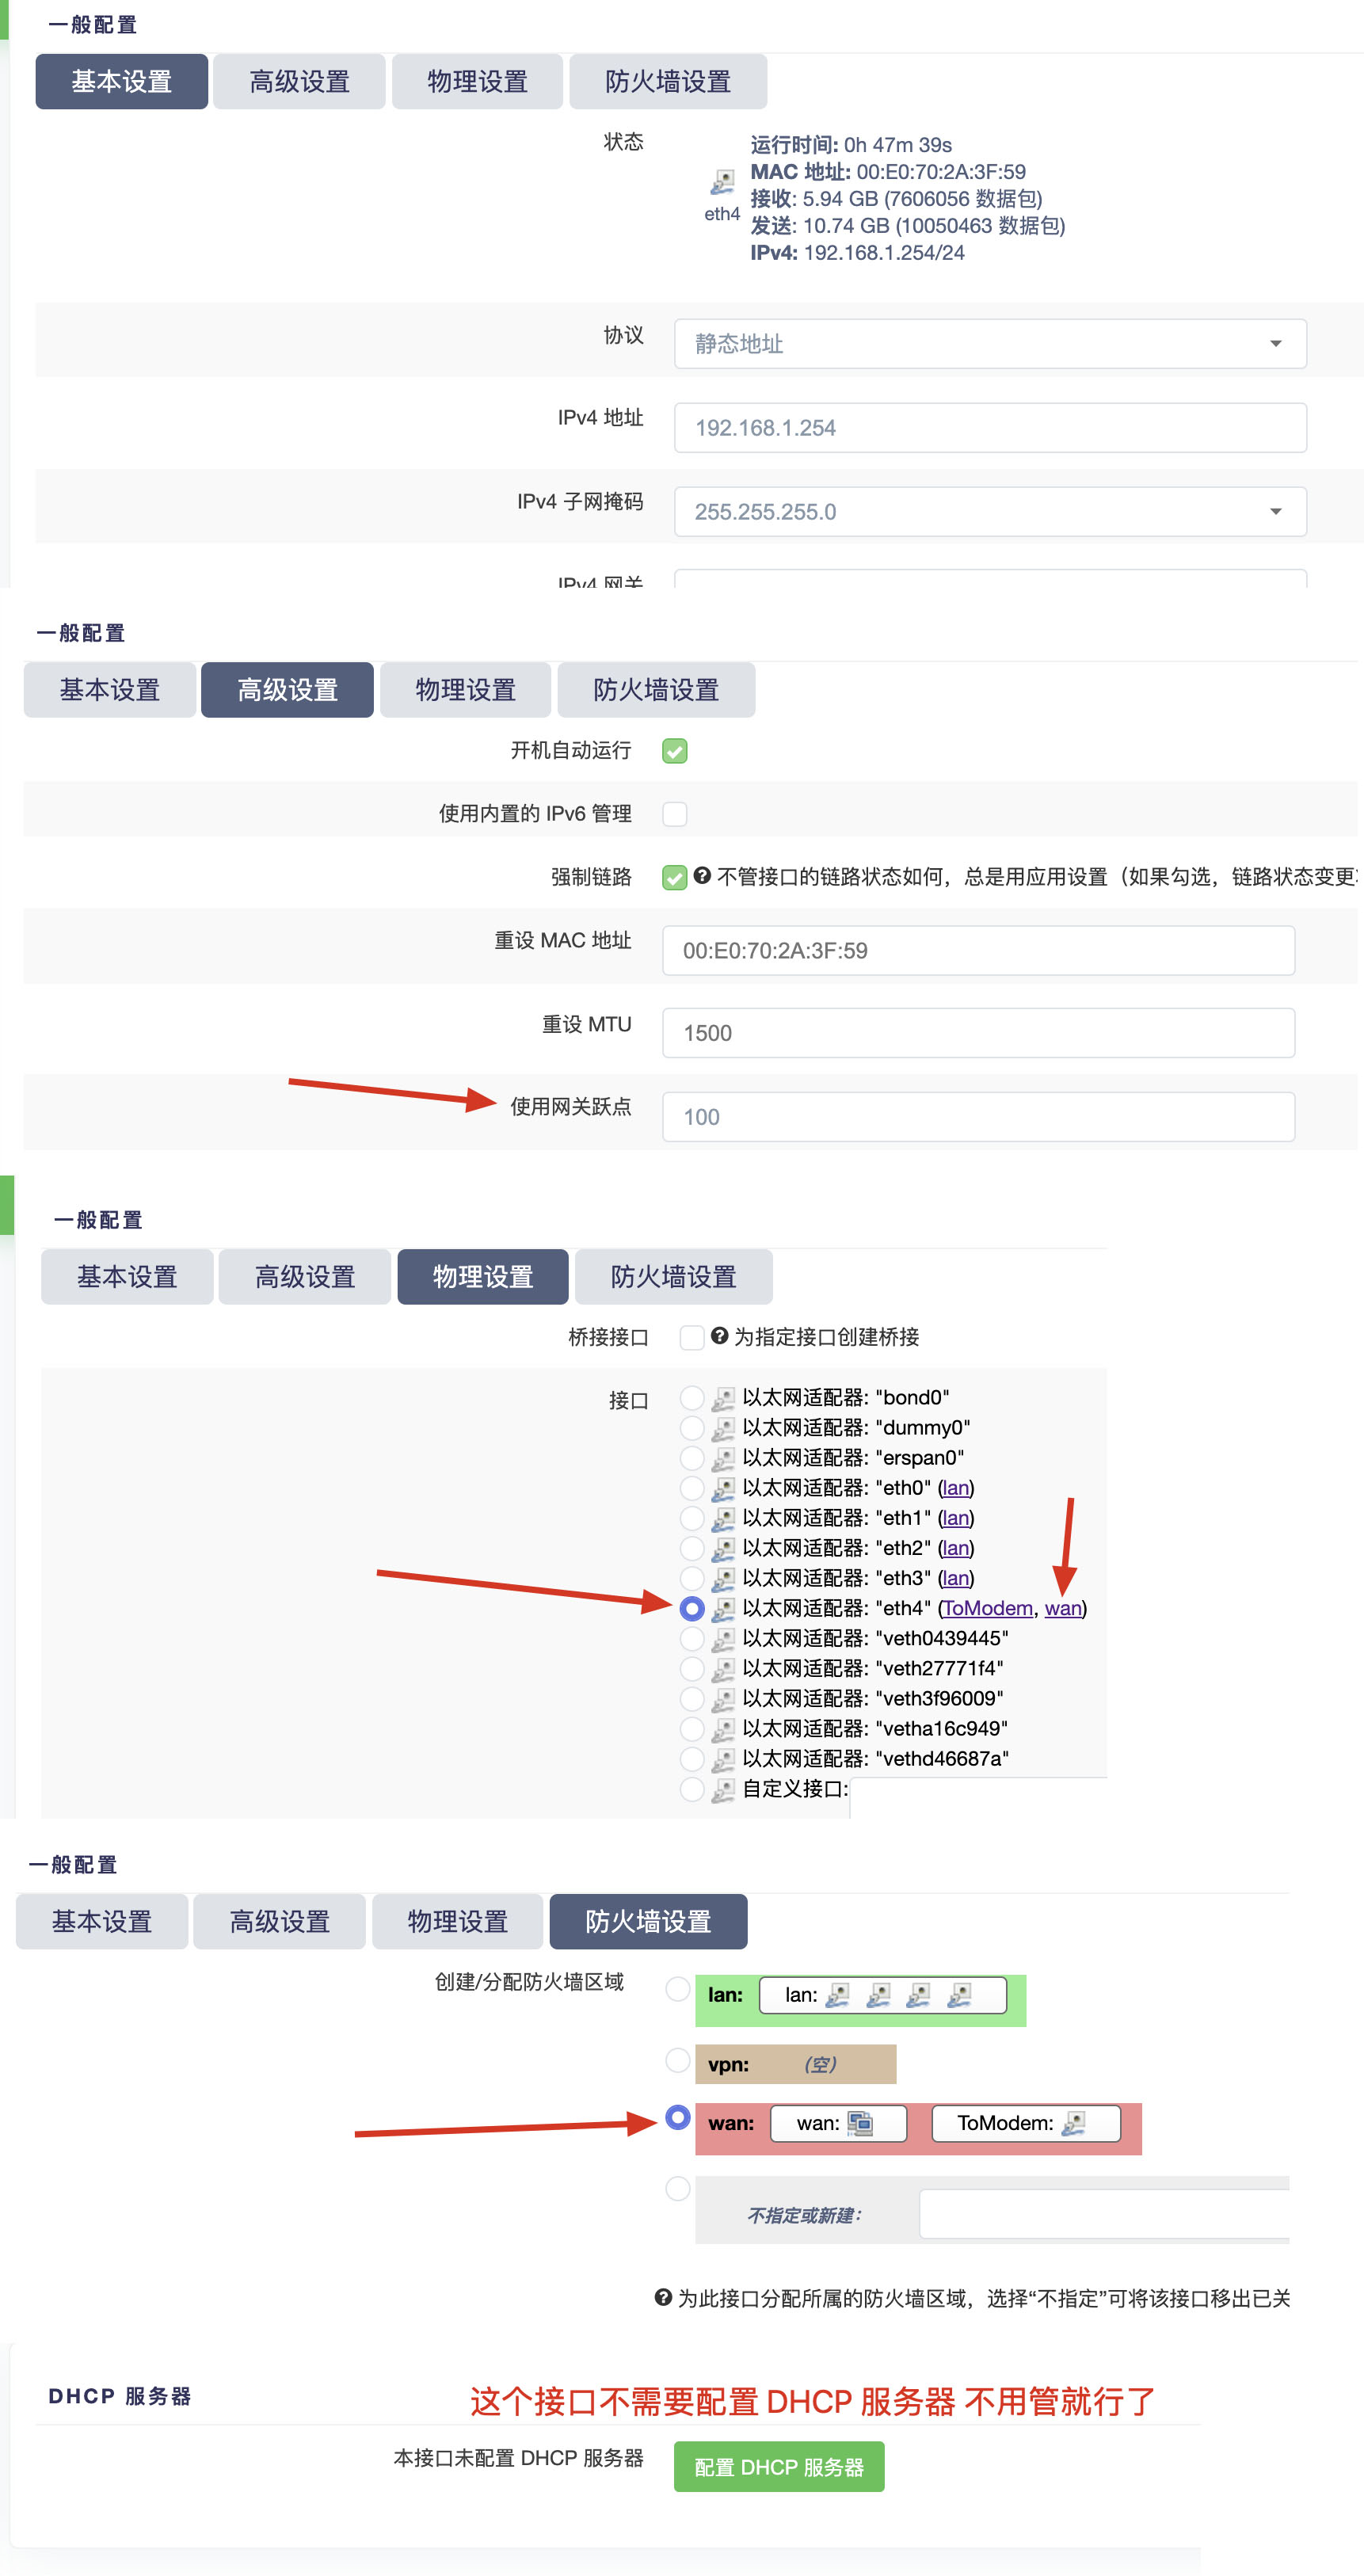 一般配置
基本设置 高级设置 物理设置 防火墙设置
状态
eth4
运行时间: 0h 47m 39s
MAC 地址: 00:E0:70:2A:3F:59
接收: 5.94 GB (7606056 数据包)
发送: 10.74 GB (10050463 数据包)
IPv4: 192.168.1.254/24
协议 静态地址
IPv4 地址 192.168.1.254
IPv4 子网掩码 255.255.255.0
IPv4 网关
一般配置
基本设置 高级设置 物理设置 防火墙设置
开机自动运行
使用内置的 IPv6 管理
强制链路 不管接口的链路状态如何，总是用应用设置（如果勾选，链路状态变更
重设 MAC 地址 00:E0:70:2A:3F:59
重设 MTU 1500
使用网关跃点 100
一般配置
基本设置 高级设置 物理设置 防火墙设置
桥接接口 为指定接口创建桥接
接口 以太网适配器: "bond0"
以太网适配器: "dummy0"
以太网适配器: "erspan0"
以太网适配器: "eth0" (lan)
以太网适配器: "eth1" (lan)
以太网适配器: "eth2" (lan)
以太网适配器: "eth3" (lan)
以太网适配器: "eth4" (ToModem, wan)
以太网适配器: "veth0439445"
以太网适配器: "veth27771f4"
以太网适配器: "veth3f96009"
以太网适配器: "vetha16c949"
以太网适配器: "vethd46687a"
自定义接口:
一般配置
基本设置 高级设置 物理设置 防火墙设置
创建/分配防火墙区域 lan: lan:
vpn: （空）
wan: wan: ToModem:
不指定或新建：
为此接口分配所属的防火墙区域，选择“不指定”可将该接口移出已关
DHCP 服务器 这个接口不需要配置 DHCP 服务器 不用管就行了
本接口未配置 DHCP 服务器 配置 DHCP 服务器